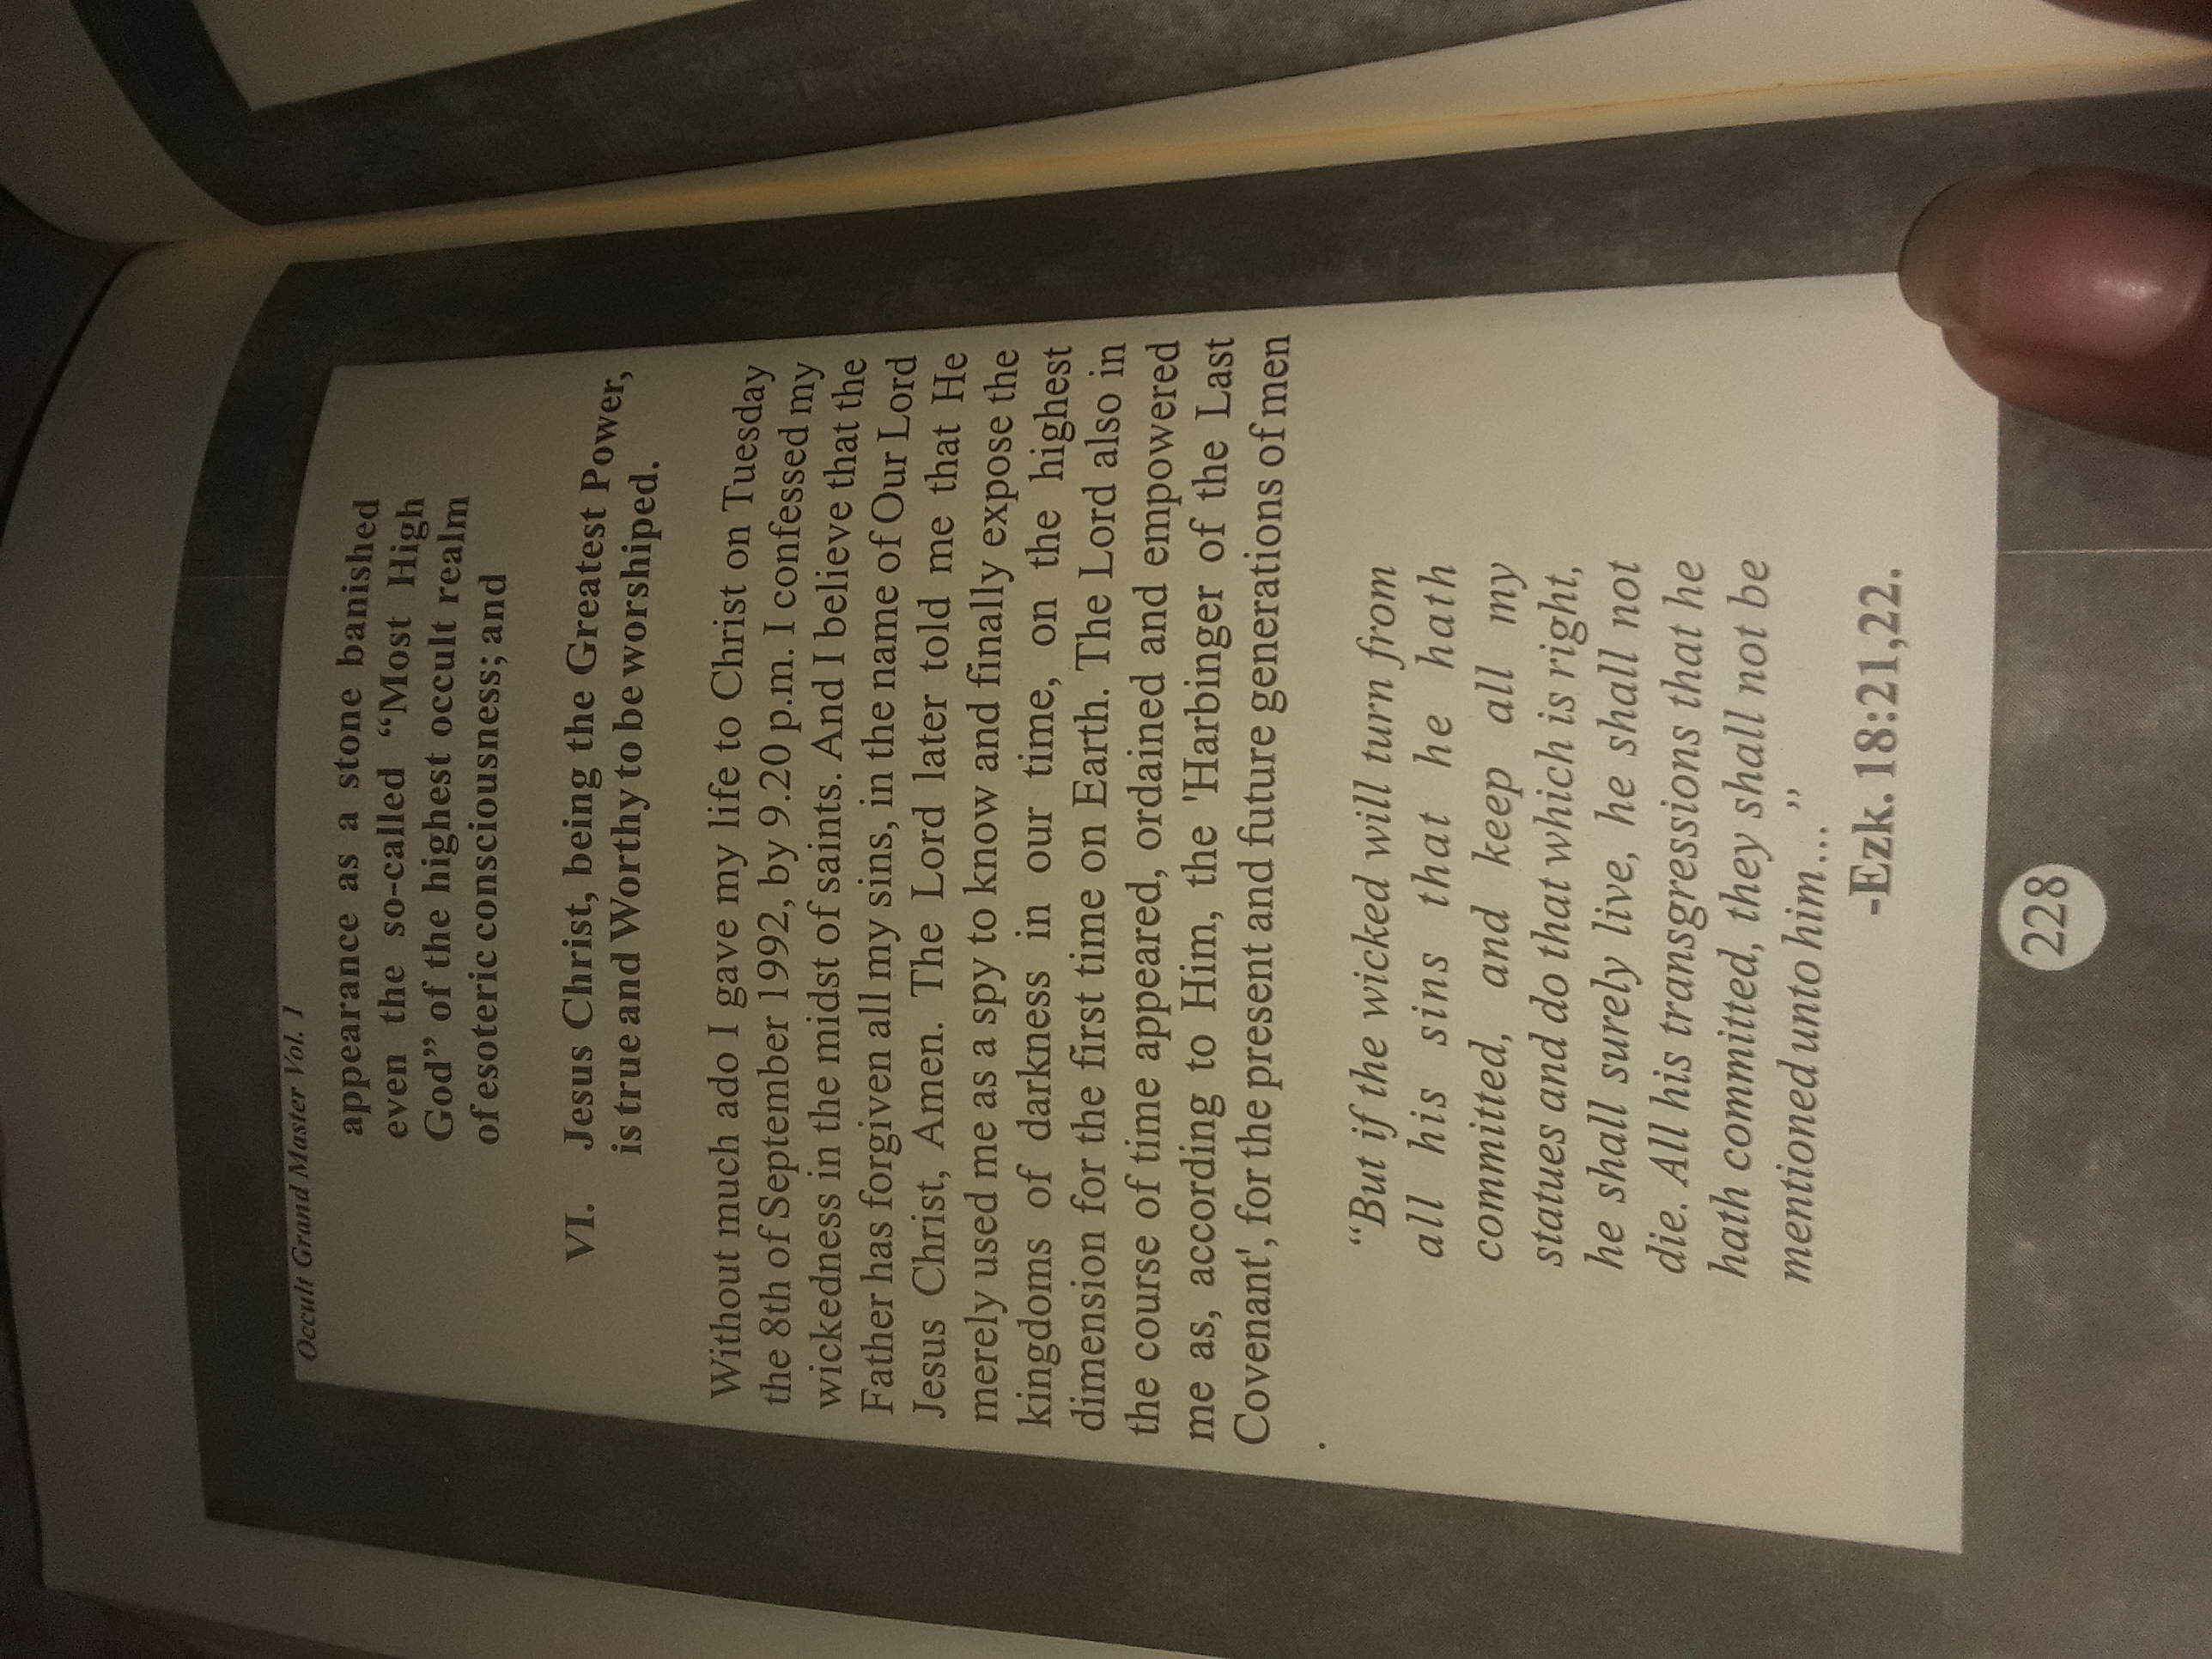 Occult Grand Master Vol. 1
appearance as a stone banished
even the so-called “Most High
God” of the highest occult realm
of esoteric consciousness; and
VI. Jesus Christ, being the Greatest Power,
is true and Worthy to be worshiped.
Without much ado I gave my life to Christ on Tuesday
the 8th of September 1992, by 9.20 p.m. I confessed my
wickedness in the midst of saints. And I believe that the
Father has forgiven all my sins, in the name of Our Lord
Jesus Christ, Amen. The Lord later told me that He
merely used me as a spy to know and finally expose the
kingdoms of darkness in our time, on the highest
dimension for the first time on Earth. The Lord also in
the course of time appeared, ordained and empowered
me as, according to Him, the 'Harbinger of the Last
Covenant', for the present and future generations of men
.
“But if the wicked will turn from
all his sins that he hath
committed, and keep all my
statues and do that which is right,
he shall surely live, he shall not
die. All his transgressions that he
hath committed, they shall not be
mentioned unto him... ”
-Ezk. 18:21,22.
228